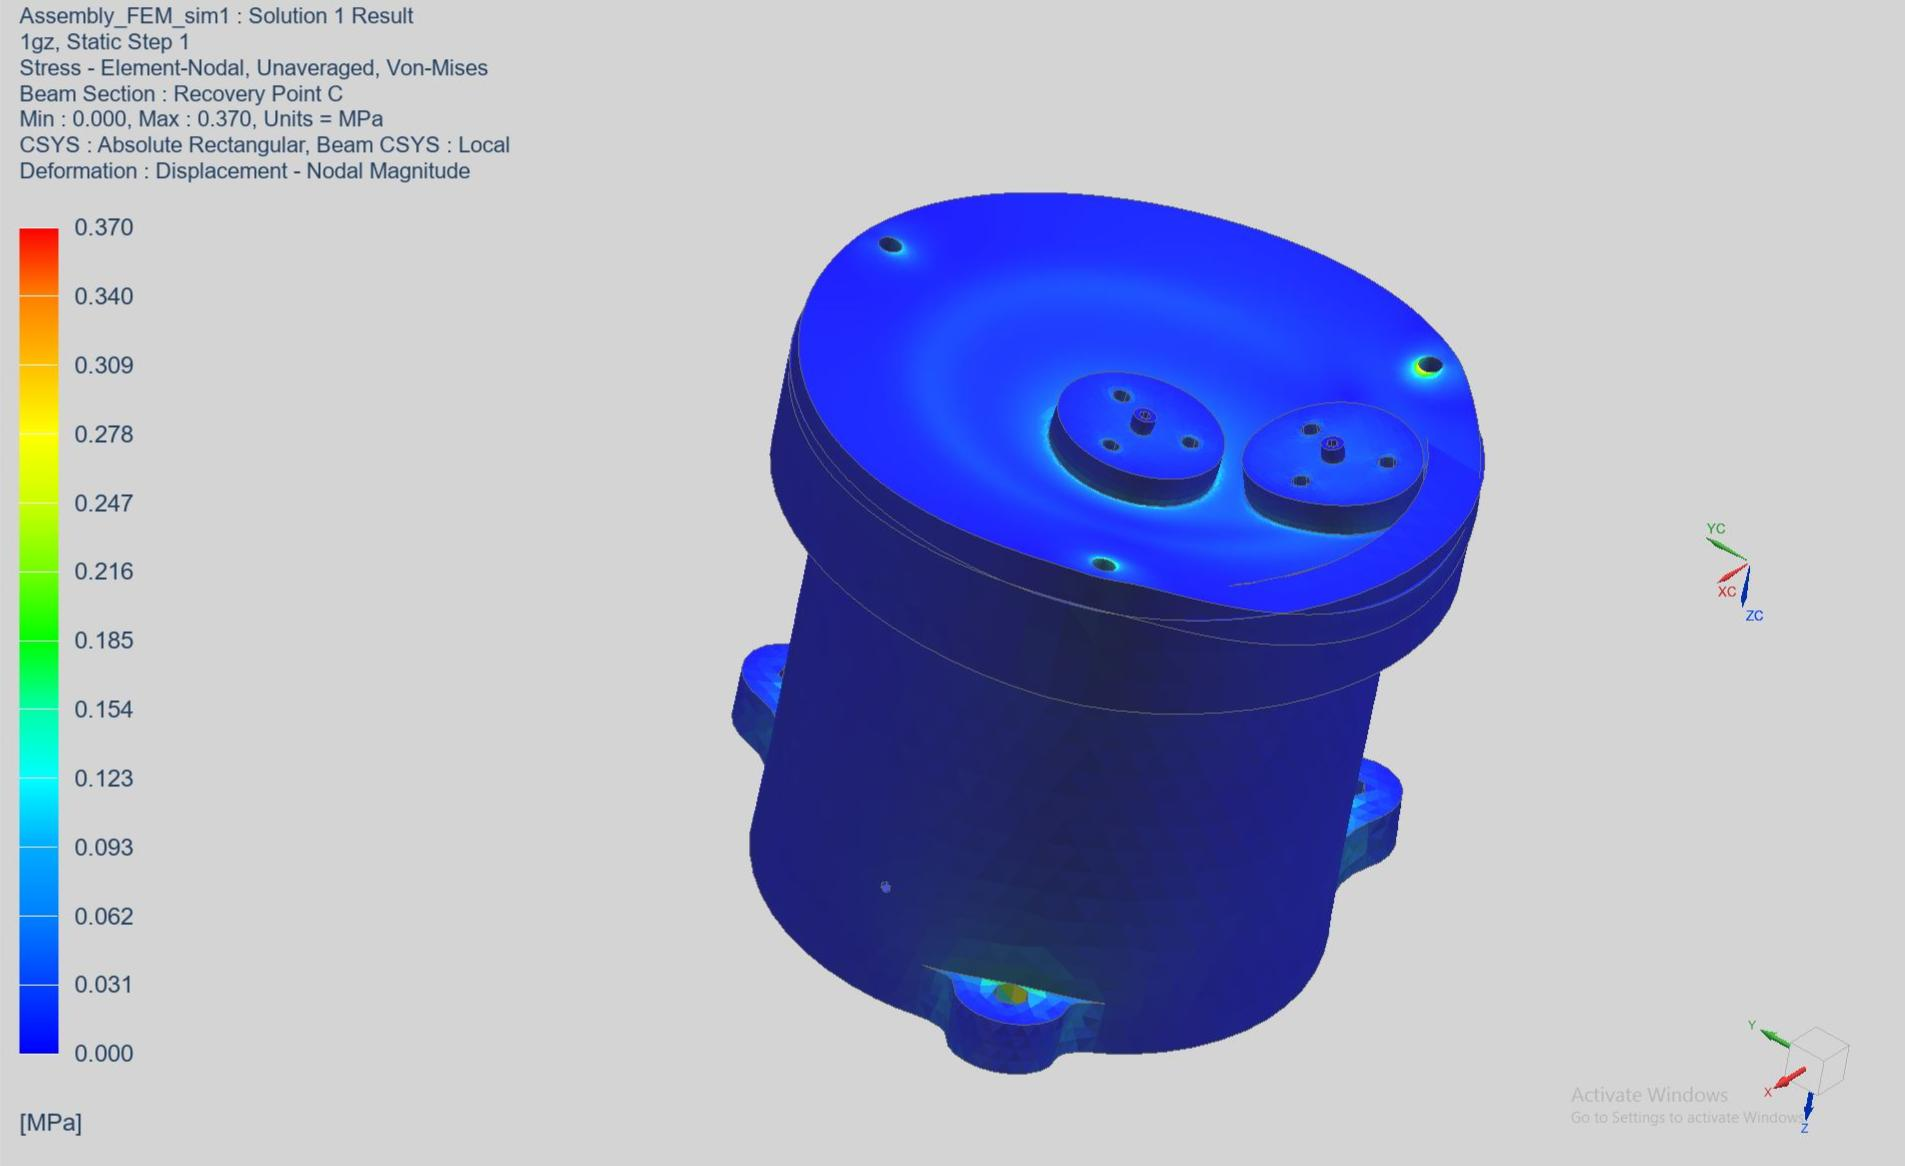 Assembly_FEM_sim1 : Solution 1 Result
1gz, Static Step 1
Stress - Element-Nodal, Unaveraged, Von-Mises
Beam Section : Recovery Point C
Min : 0.000, Max : 0.370, Units = MPa
CSYS : Absolute Rectangular, Beam CSYS : Local
Deformation : Displacement - Nodal Magnitude
0.370
0.340
0.309
0.278
0.247
0.216
0.185
0.154
0.123
0.093
0.062
0.031
0.000
[MPa]
YC
XC
ZC
Y
X
Z
Activate Windows
Go to Settings to activate Windows